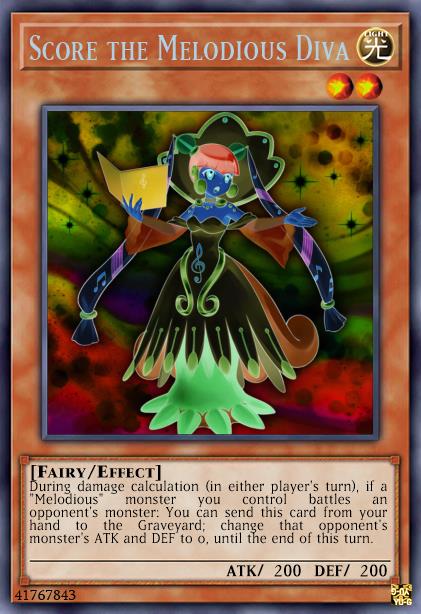 SCORE THE MELODIOUS DIVA
LIGHT
光
[FAIRY/EFFECT]
During damage calculation (in either player's turn), if a
"Melodious" monster you control battles an
opponent's monster: You can send this card from your
hand to the Graveyard; change that opponent's
monster's ATK and DEF to 0, until the end of this turn.
ATK/ 200 DEF/ 200
41767843